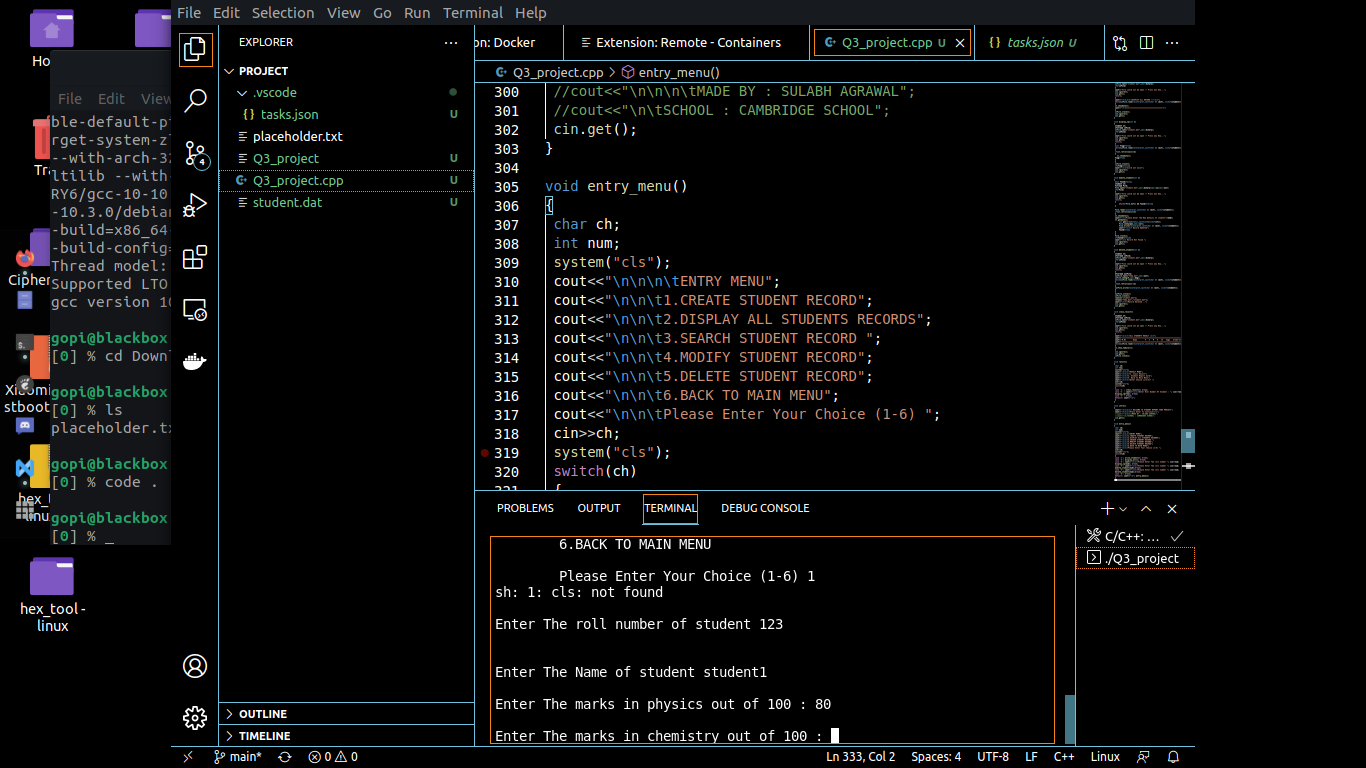 File Edit Selection View Go Run Terminal Help
EXPLORER
PROJECT
.vscode
tasks.json U
placeholder.txt
Q3_project U
Q3_project.cpp U
student.dat U
OUTLINE
TIMELINE
4
on: Docker
Extension: Remote - Containers
Q3_project.cpp U
tasks.json U
Q3_project.cpp > entry_menu()
300 //cout<<"\n\n\n\tMADE BY : SULABH AGRAWAL";
301 //cout<<"\n\tSCHOOL : CAMBRIDGE SCHOOL";
302 cin.get();
303 }
304
305 void entry_menu()
306 {
307 char ch;
308 int num;
309 system("cls");
310 cout<<"\n\n\n\tENTRY MENU";
311 cout<<"\n\n\t1.CREATE STUDENT RECORD";
312 cout<<"\n\n\t2.DISPLAY ALL STUDENTS RECORDS";
313 cout<<"\n\n\t3.SEARCH STUDENT RECORD ";
314 cout<<"\n\n\t4.MODIFY STUDENT RECORD";
315 cout<<"\n\n\t5.DELETE STUDENT RECORD";
316 cout<<"\n\n\t6.BACK TO MAIN MENU";
317 cout<<"\n\n\tPlease Enter Your Choice (1-6) ";
318 cin>>ch;
319 system("cls");
320 switch(ch)
321 {
PROBLEMS OUTPUT TERMINAL DEBUG CONSOLE
6.BACK TO MAIN MENU
Please Enter Your Choice (1-6) 1
sh: 1: cls: not found
Enter The roll number of student 123
Enter The Name of student student1
Enter The marks in physics out of 100 : 80
Enter The marks in chemistry out of 100 :
C/C++: ...
./Q3_project
main* 0 0
Ln 333, Col 2 Spaces: 4 UTF-8 LF C++ Linux
File Edit View
ble-default-pi
rget-system-zl
--with-arch-32
ltllib --with-
RY6/gcc-10-10.
-10.3.0/debian
-build=x86_64-
-build-config=
Thread model:
Supported LTO
gcc version 10
gopi@blackbox
[0] % cd Down
gopi@blackbox
[0] % ls
placeholder.tx
gopi@blackbox
[0] % code .
gopi@blackbox
[0] % _
Ho
Tr
Cipher
Xiaomi
stboo
hex_t
linu
hex_tool-
linux